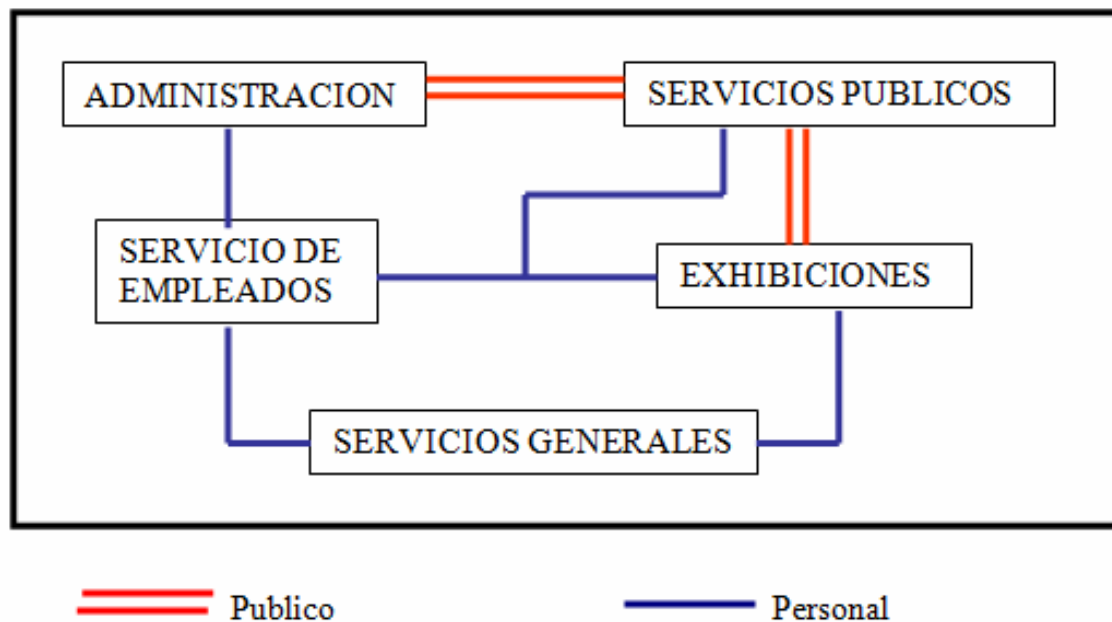 ADMINISTRACION
SERVICIOS PUBLICOS
SERVICIO DE
EMPLEADOS
EXHIBICIONES
SERVICIOS GENERALES
Publico
Personal